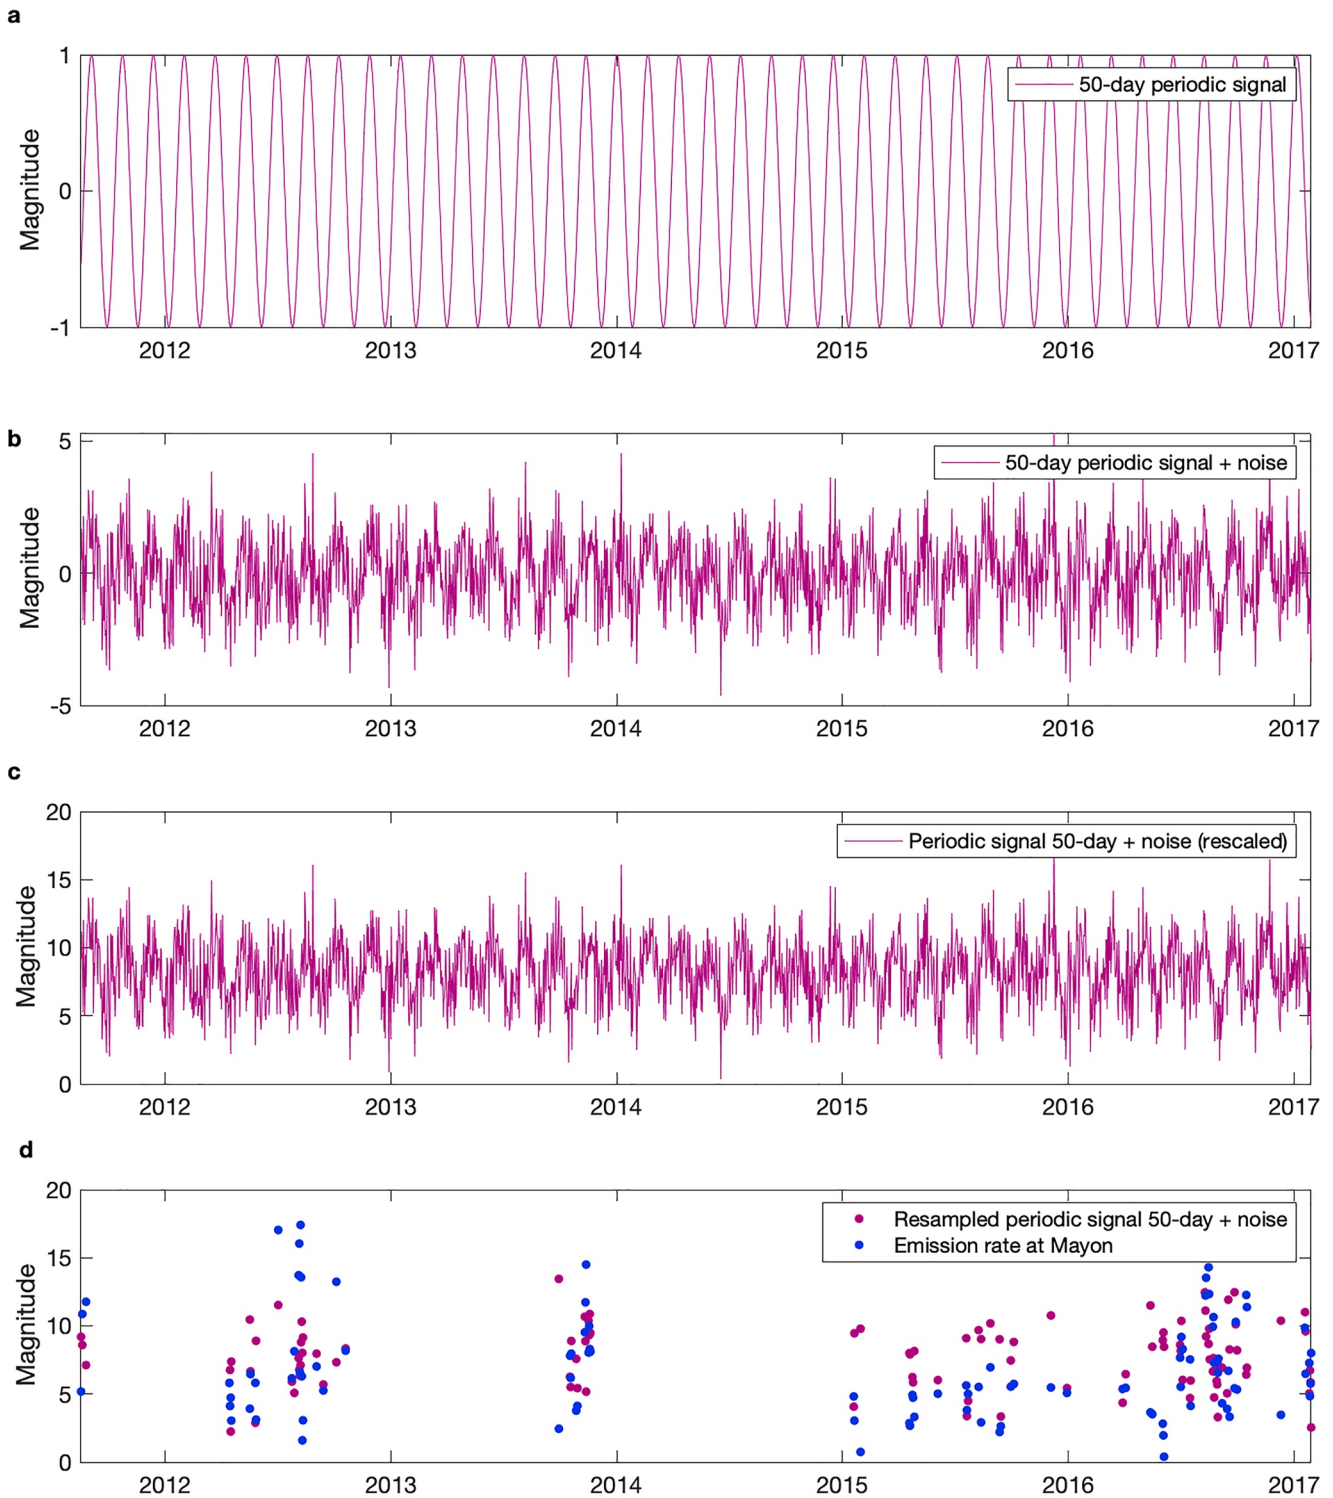 a
1
50-day periodic signal
0
Magnitude
-1
2012 2013 2014 2015 2016 2017
b
5
50-day periodic signal + noise
0
Magnitude
-5
2012 2013 2014 2015 2016 2017
c
20
Periodic signal 50-day + noise (rescaled)
15
10
Magnitude
5
0
2012 2013 2014 2015 2016 2017
d
20
Resampled periodic signal 50-day + noise
Emission rate at Mayon
15
10
Magnitude
5
0
2012 2013 2014 2015 2016 2017